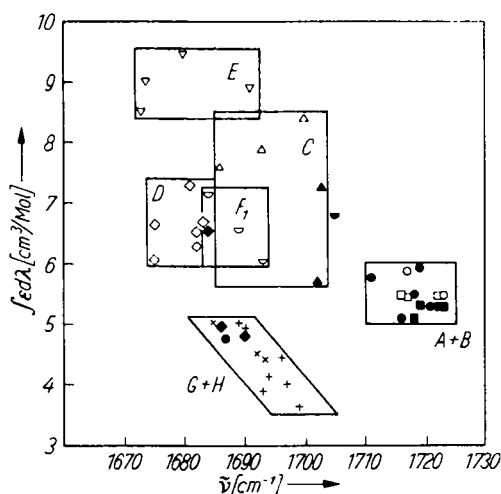 10
9
8
7
6
5
4
3
∫εdλ [cm³/Mol]
E
C
D
F₁
A+B
G+H
1670 1680 1690 1700 1710 1720 1730
ṽ [cm⁻¹]